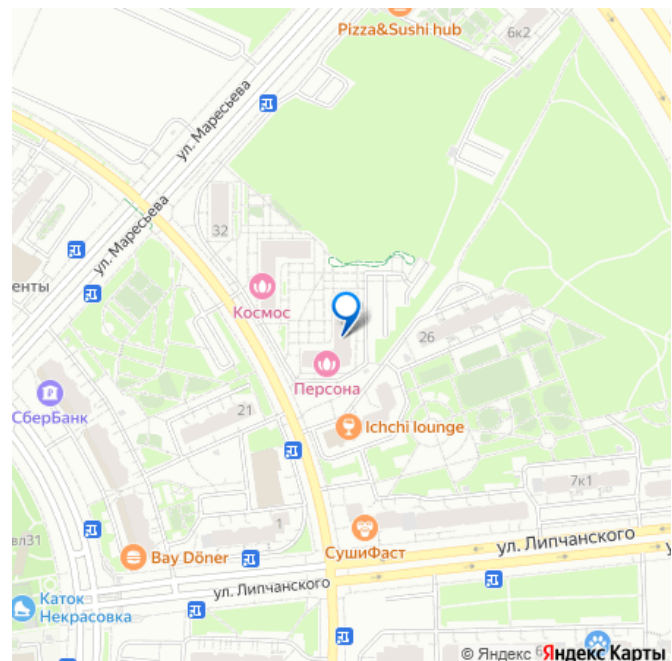 Pizza&Sushi hub
6к2
ул. Маресьева
32
ул. Маресьева
енты
Космос
26
Персона
СберБанк
21
Ichchi lounge
7к1
вл31
1
Bay Döner
СушиФаст
ул. Липчанского
ул. Липчанского
Каток
Некрасовка
© Яндекс
Яндекс Карты